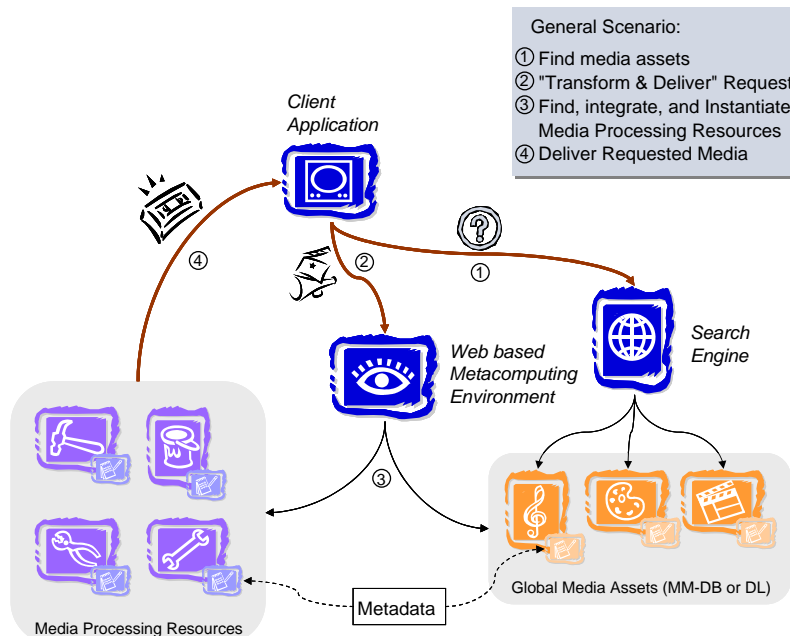 General Scenario:
① Find media assets
② "Transform & Deliver" Request
③ Find, integrate, and Instantiate
Media Processing Resources
④ Deliver Requested Media
Client
Application
④
②
①
Web based
Metacomputing
Environment
Search
Engine
③
Global Media Assets (MM-DB or DL)
Metadata
Media Processing Resources